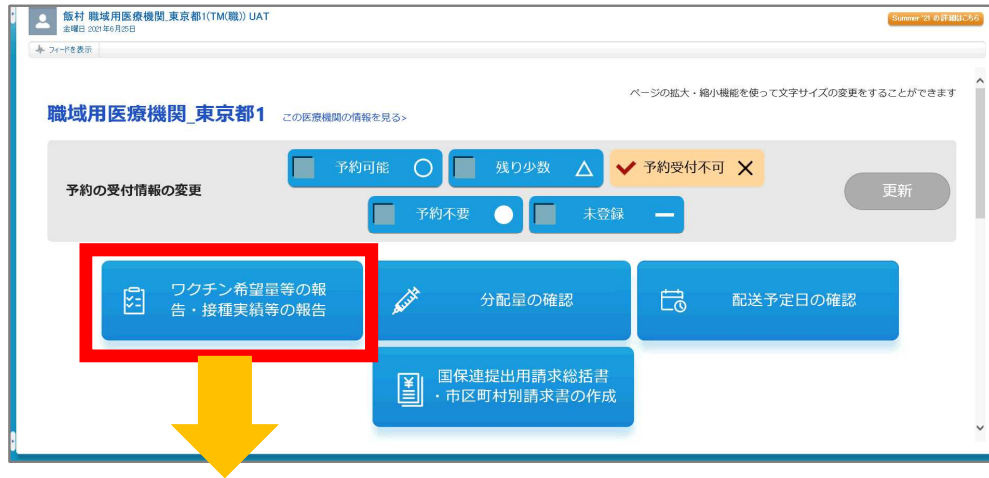 飯村 職域用医療機関_東京都1(TM(職)) UAT
金曜日 2021年6月25日
Summer '21 の詳細はこちら
フィードを表示
ページの拡大・縮小機能を使って文字サイズの変更をすることができます
職域用医療機関_東京都1 この医療機関の情報を見る>
予約可能 ○ 残り少数 △ 予約受付不可 ×
予約の受付情報の変更
更新
予約不要 ● 未登録 ー
ワクチン希望量等の報
告・接種実績等の報告
分配量の確認
配送予定日の確認
国保連提出用請求総括書
・市区町村別請求書の作成